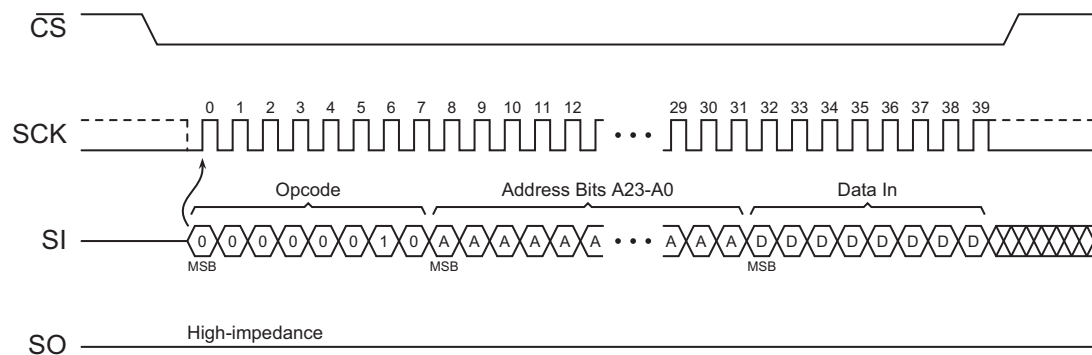 CS
0 1 2 3 4 5 6 7 8 9 10 11 12 29 30 31 32 33 34 35 36 37 38 39
SCK
Opcode Address Bits A23-A0 Data In
SI 0 0 0 0 0 0 1 0 A A A A A A A A A D D D D D D D D
MSB MSB MSB
High-impedance
SO